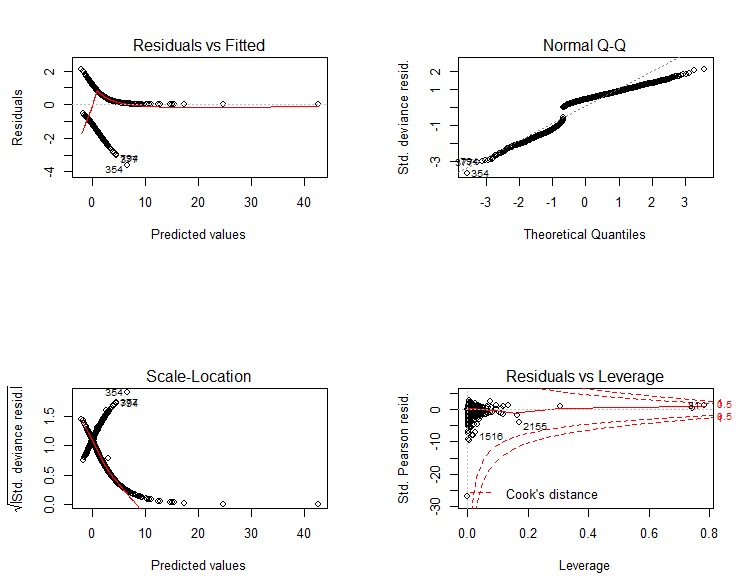 Residuals vs Fitted
Residuals
2
0
-2
-4
394
354
0 10 20 30 40
Predicted values
Normal Q-Q
Std. deviance resid.
2
-1
-3
354
-3 -2 -1 0 1 2 3
Theoretical Quantiles
Scale-Location
√|Std. deviance resid.|
1.5
1.0
0.5
0.0
354
0 10 20 30 40
Predicted values
Residuals vs Leverage
Std. Pearson resid.
0
-10
-20
-30
1516
2155
1
0.5
0.5
1
Cook's distance
0.0 0.2 0.4 0.6 0.8
Leverage